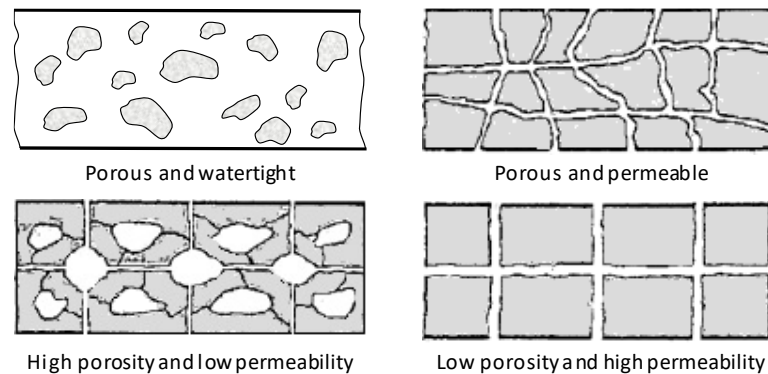 Porous and watertight
Porous and permeable
High porosity and low permeability
Low porosity and high permeability